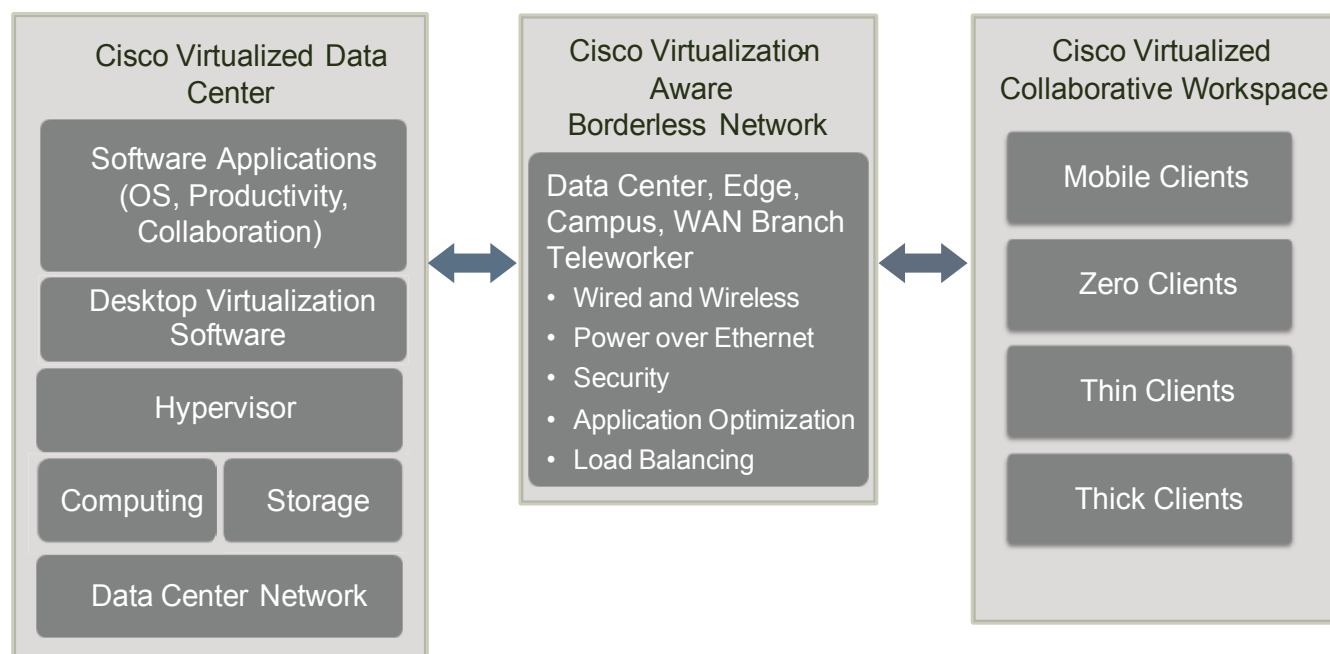 Cisco Virtualized Data
Center
Software Applications
(OS, Productivity,
Collaboration)
Desktop Virtualization
Software
Hypervisor
Computing
Storage
Data Center Network
Cisco Virtualization-
Aware
Borderless Network
Data Center, Edge,
Campus, WAN Branch
Teleworker
• Wired and Wireless
• Power over Ethernet
• Security
• Application Optimization
• Load Balancing
Cisco Virtualized
Collaborative Workspace
Mobile Clients
Zero Clients
Thin Clients
Thick Clients